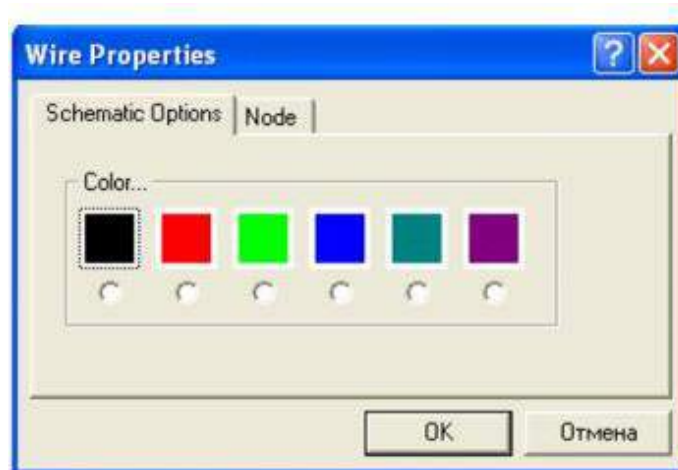 Wire Properties
?
Schematic Options Node
Color...
OK Отмена